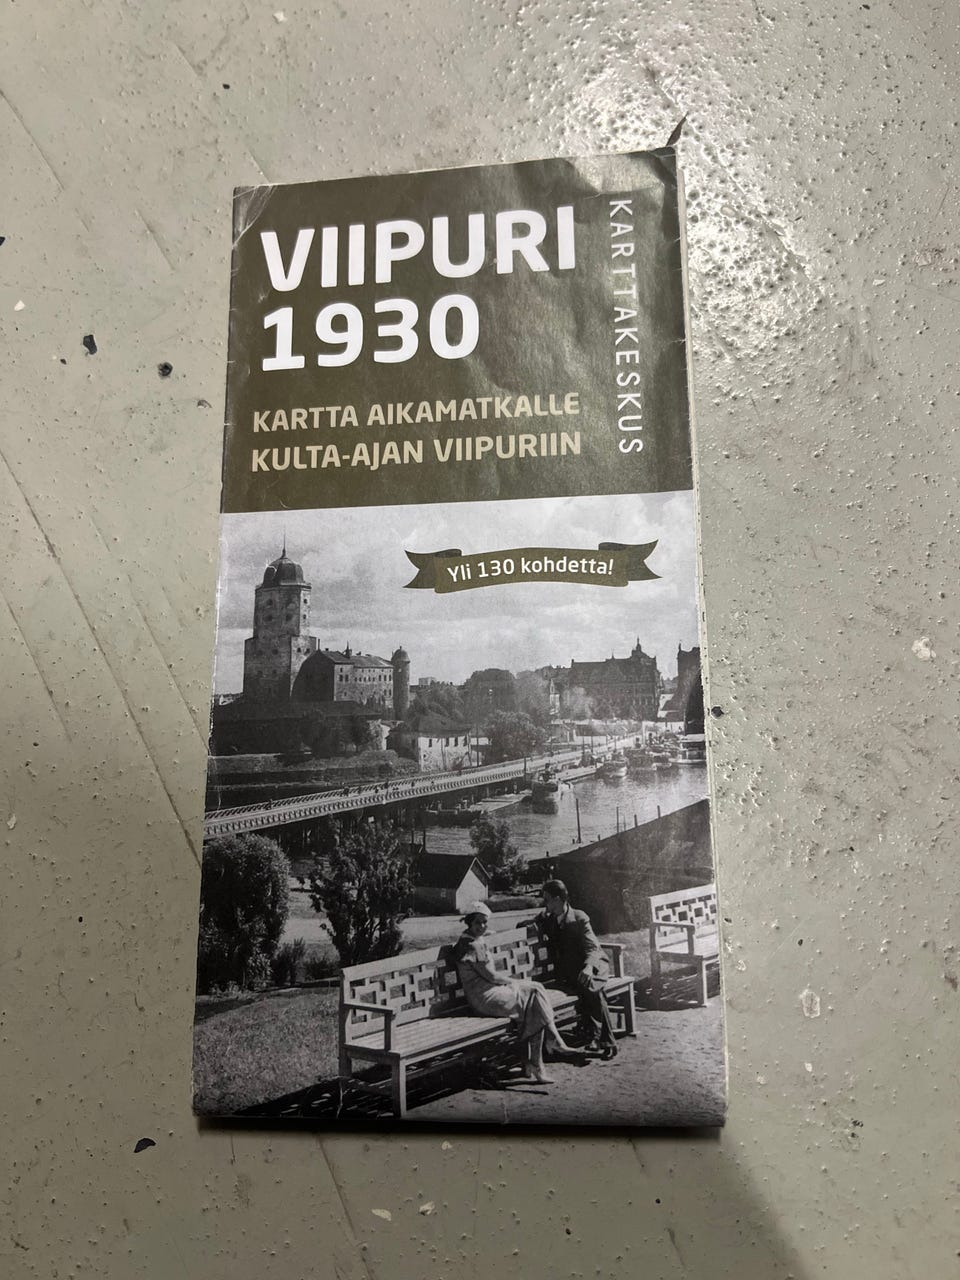 VIIPURI
1930
KARTTA AIKAMATKALLE
KULTA-AJAN VIIPURIIN
KARTTAKESKUS
Yli 130 kohdetta!